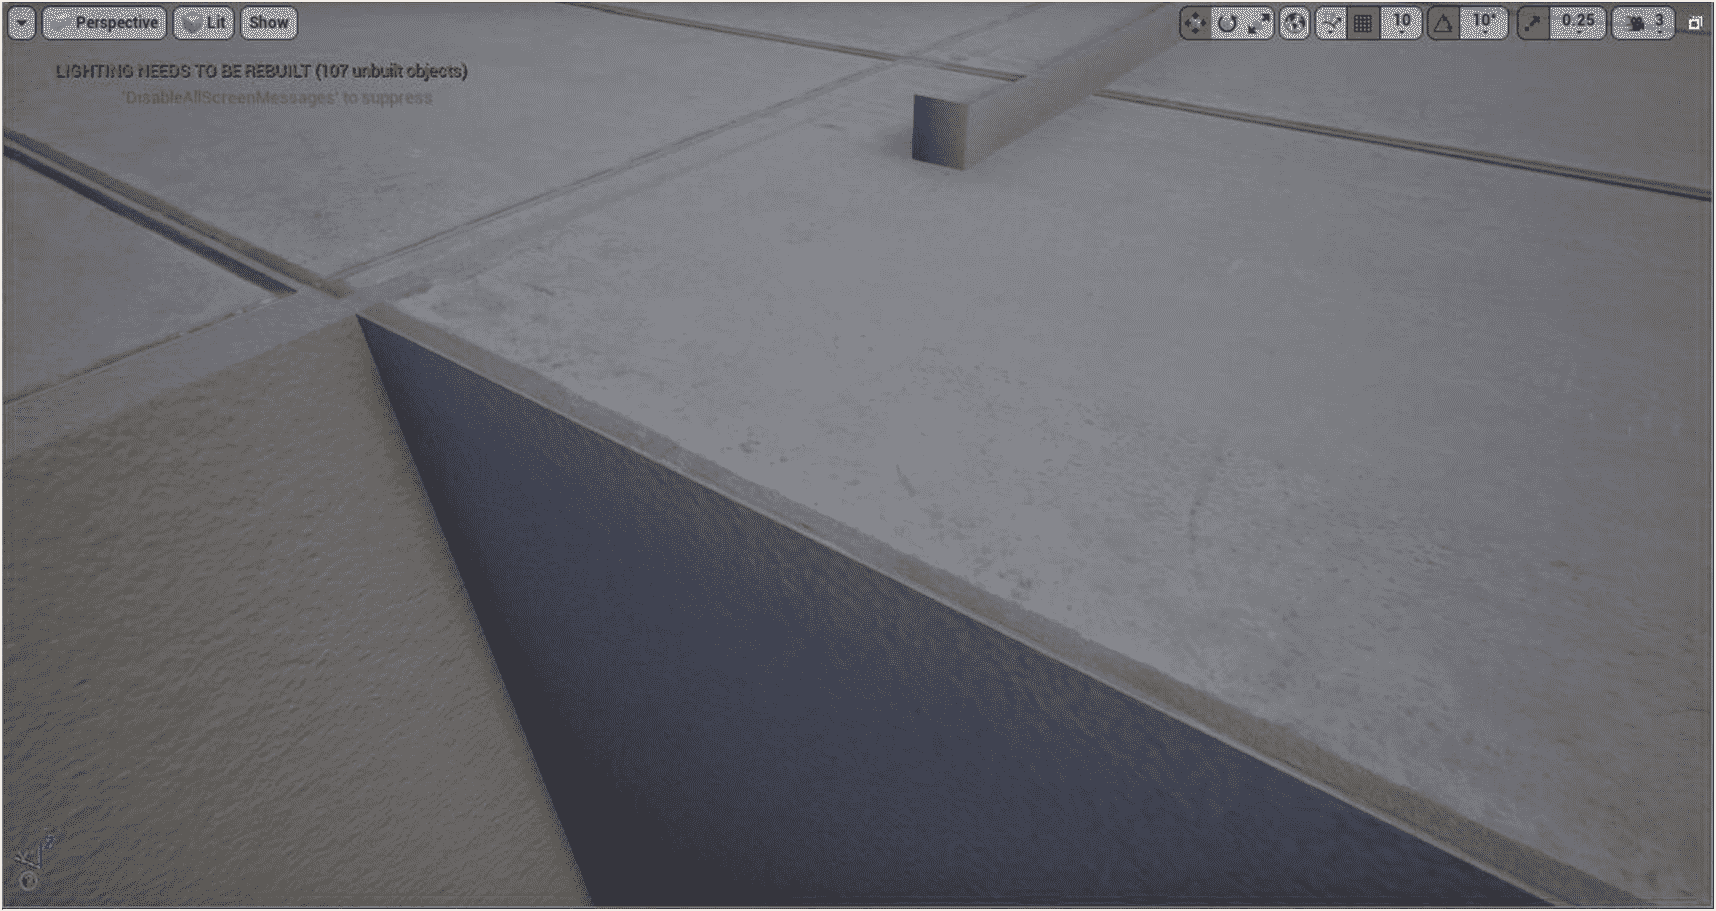 Perspective Lit Show 10 10° 0.25 3
LIGHTING NEEDS TO BE REBUILT (107 unbuilt objects)
'DisableAllScreenMessages' to suppress